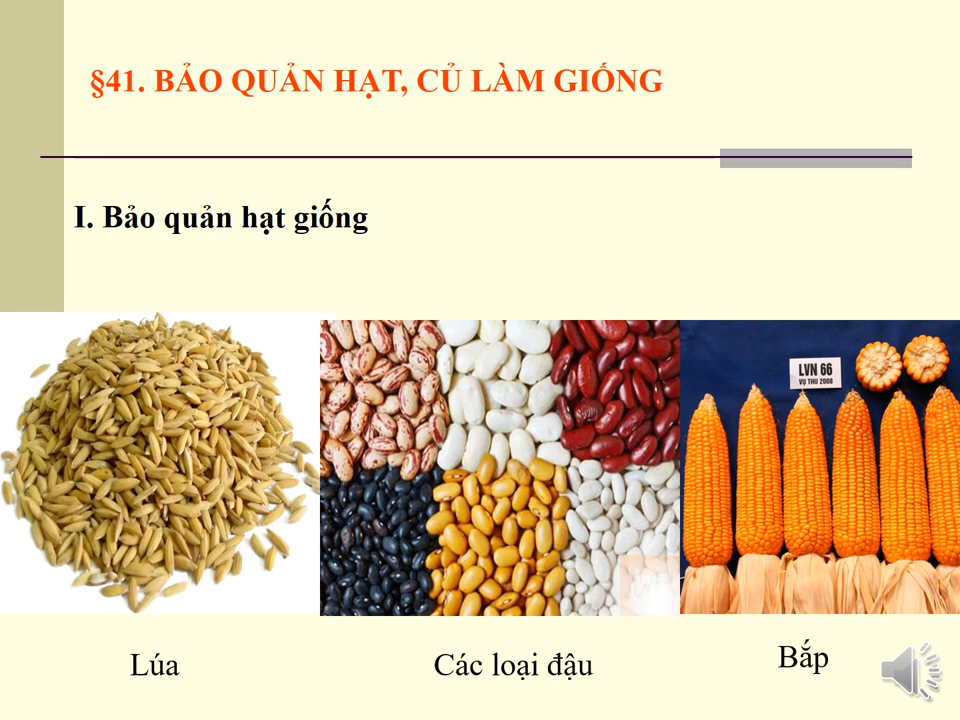 §41. BẢO QUẢN HẠT, CỦ LÀM GIỐNG
I. Bảo quản hạt giống
LVN 66
VỤ THU 2008
Lúa
Các loại đậu
Bắp